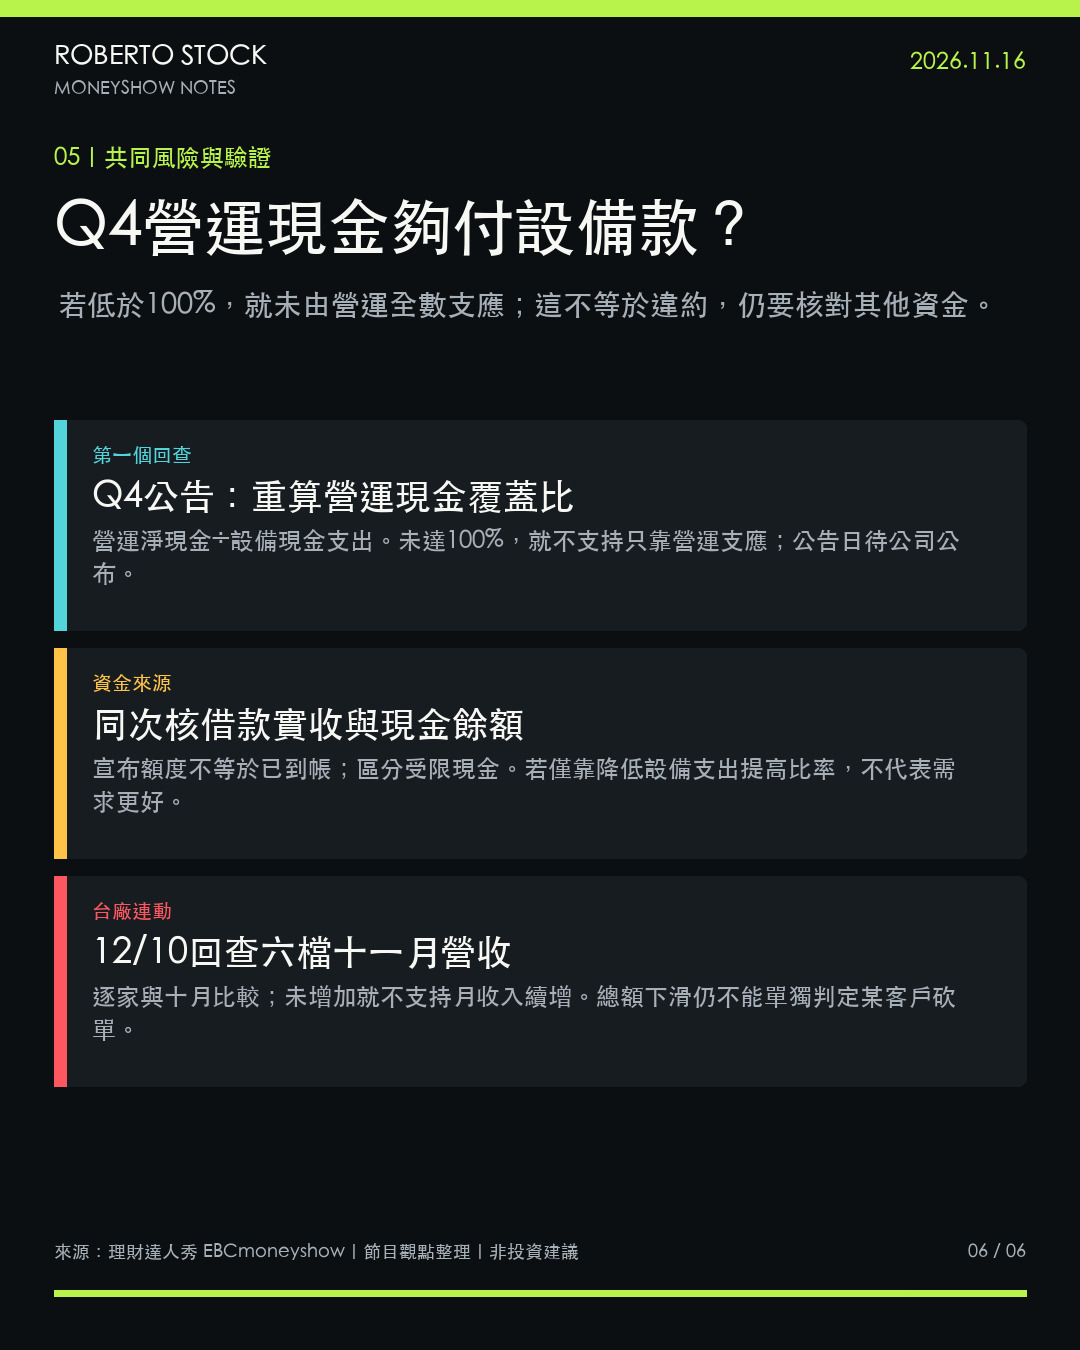 ROBERTO STOCK
MONEYSHOW NOTES
2026.11.16
05｜共同風險與驗證
Q4營運現金夠付設備款？
若低於100%，就未由營運全數支應；這不等於違約，仍要核對其他資金。
第一個回查
Q4公告：重算營運現金覆蓋比
營運淨現金÷設備現金支出。未達100%，就不支持只靠營運支應；公告日待公司公
布。
資金來源
同次核借款實收與現金餘額
宣布額度不等於已到帳；區分受限現金。若僅靠降低設備支出提高比率，不代表需
求更好。
台廠連動
12/10回查六檔十一月營收
逐家與十月比較；未增加就不支持月收入續增。總額下滑仍不能單獨判定某客戶砍
單。
來源：理財達人秀 EBCmoneyshow｜節目觀點整理｜非投資建議
06 / 06